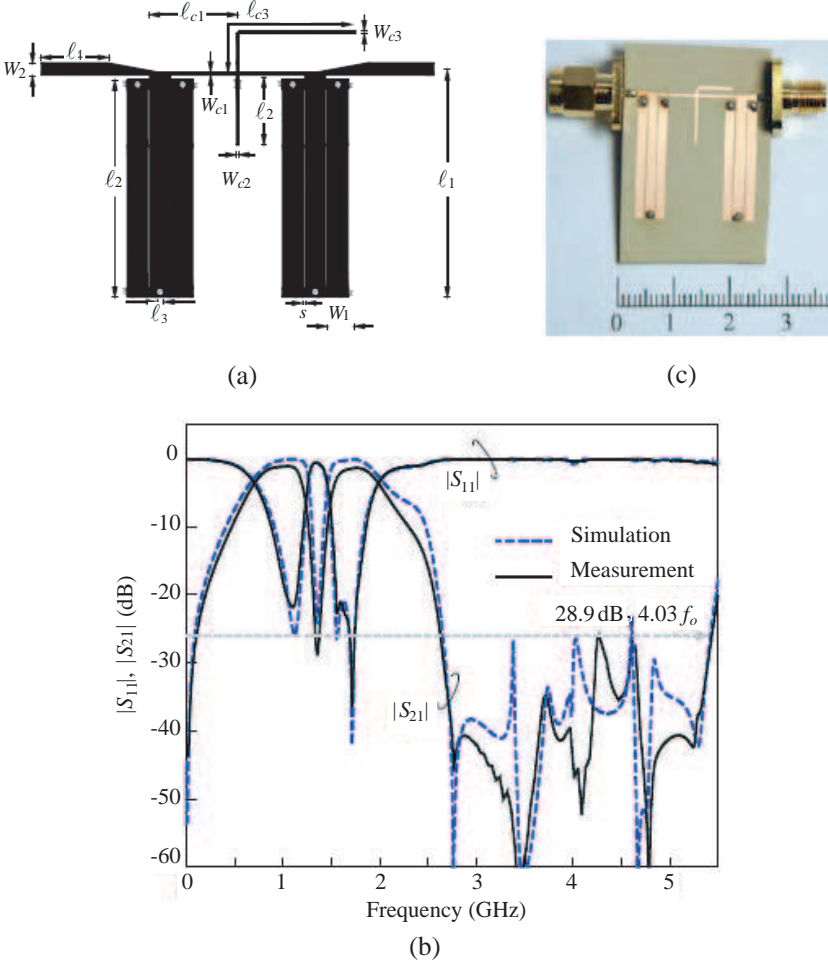 ℓc1
ℓc3
Wc3
ℓ4
W2
Wc1
ℓ2
ℓ2
Wc2
ℓ1
ℓ3
s
W1
(a)
0 1 2 3
(c)
|S11|, |S21| (dB)
0
-10
-20
-30
-40
-50
-60
|S11|
Simulation
Measurement
28.9 dB, 4.03 fo
|S21|
0 1 2 3 4 5
Frequency (GHz)
(b)